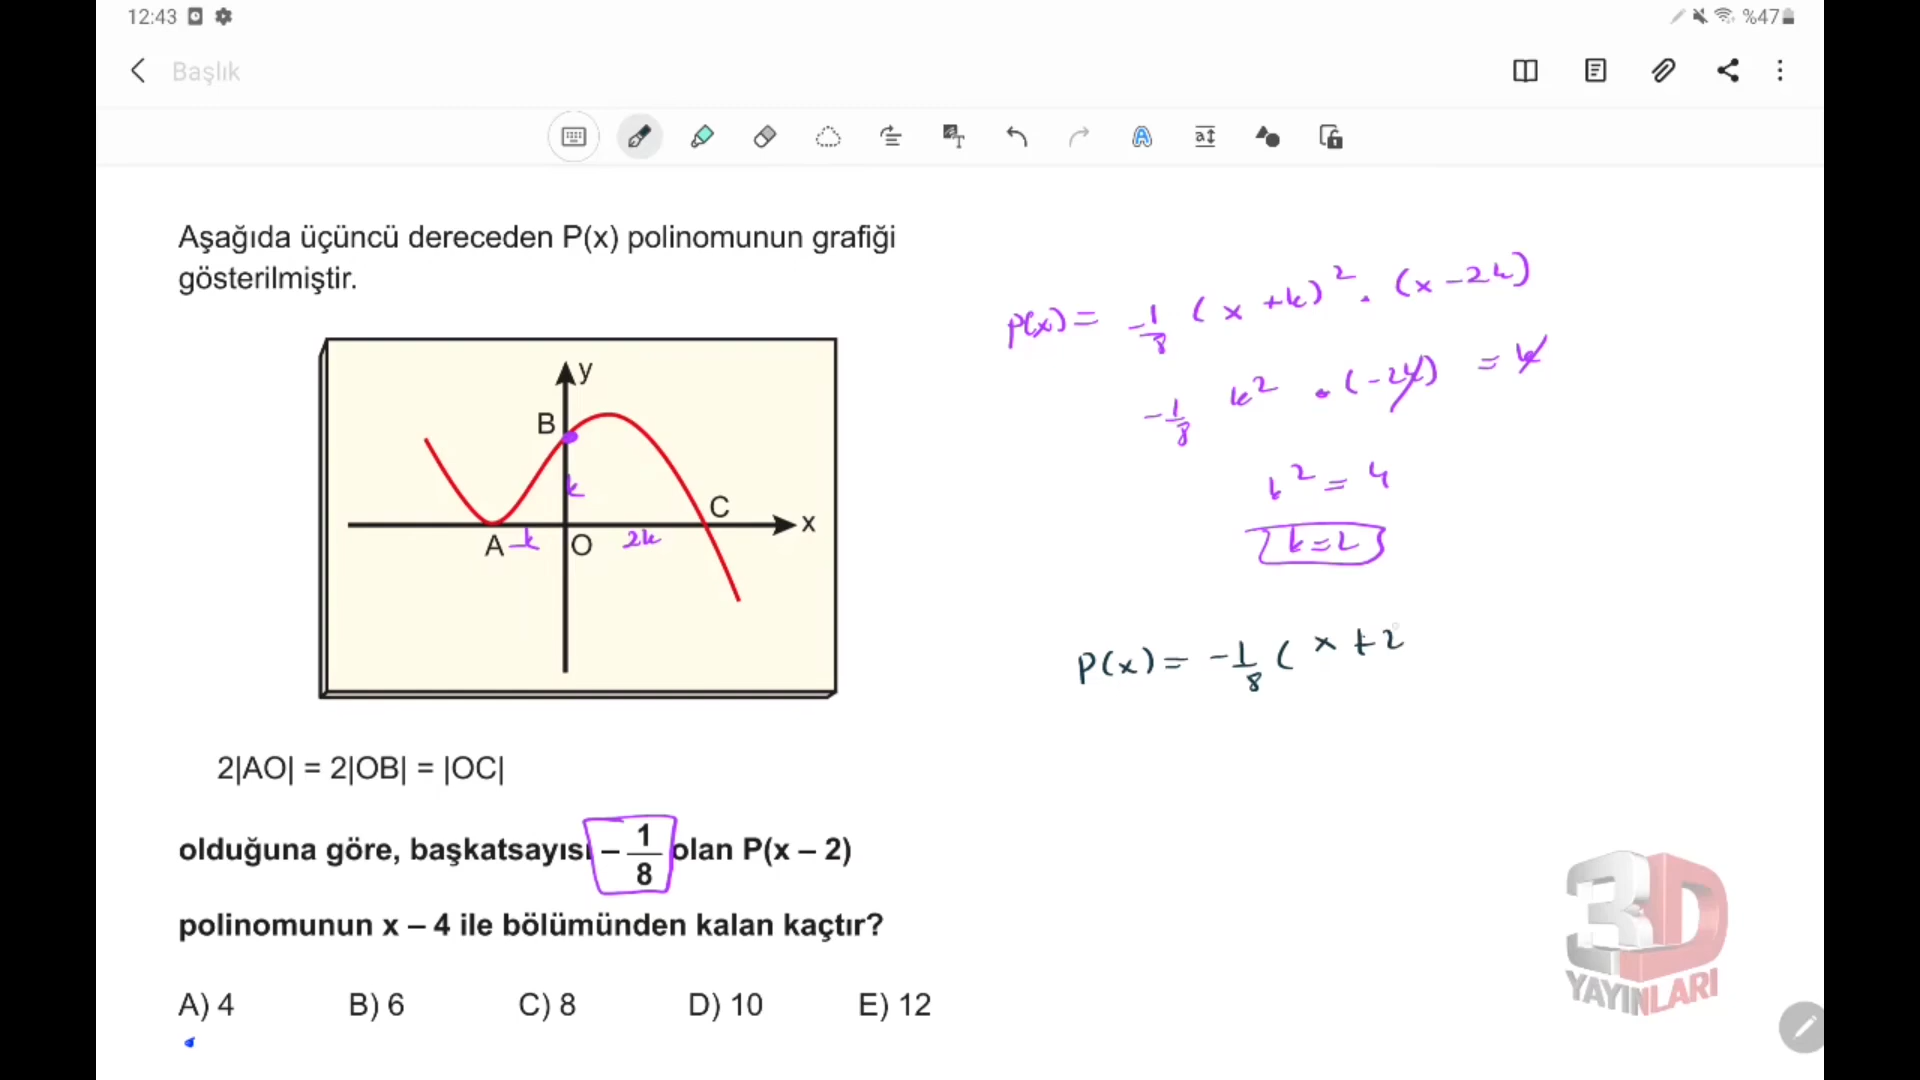 12:43
%47
Başlık
Aşağıda üçüncü dereceden P(x) polinomunun grafiği
gösterilmiştir.
y
B
k
C
x
A -k O 2k
2|AO| = 2|OB| = |OC|
olduğuna göre, başkatsayısı – 1/8 olan P(x – 2)
polinomunun x – 4 ile bölümünden kalan kaçtır?
A) 4 B) 6 C) 8 D) 10 E) 12
P(x) = -1/8 (x + k)² . (x - 2k)
-1/8 k² . (-2k) = k
k² = 4
k = 2
P(x) = -1/8 ( x + 2
3D
YAYINLARI